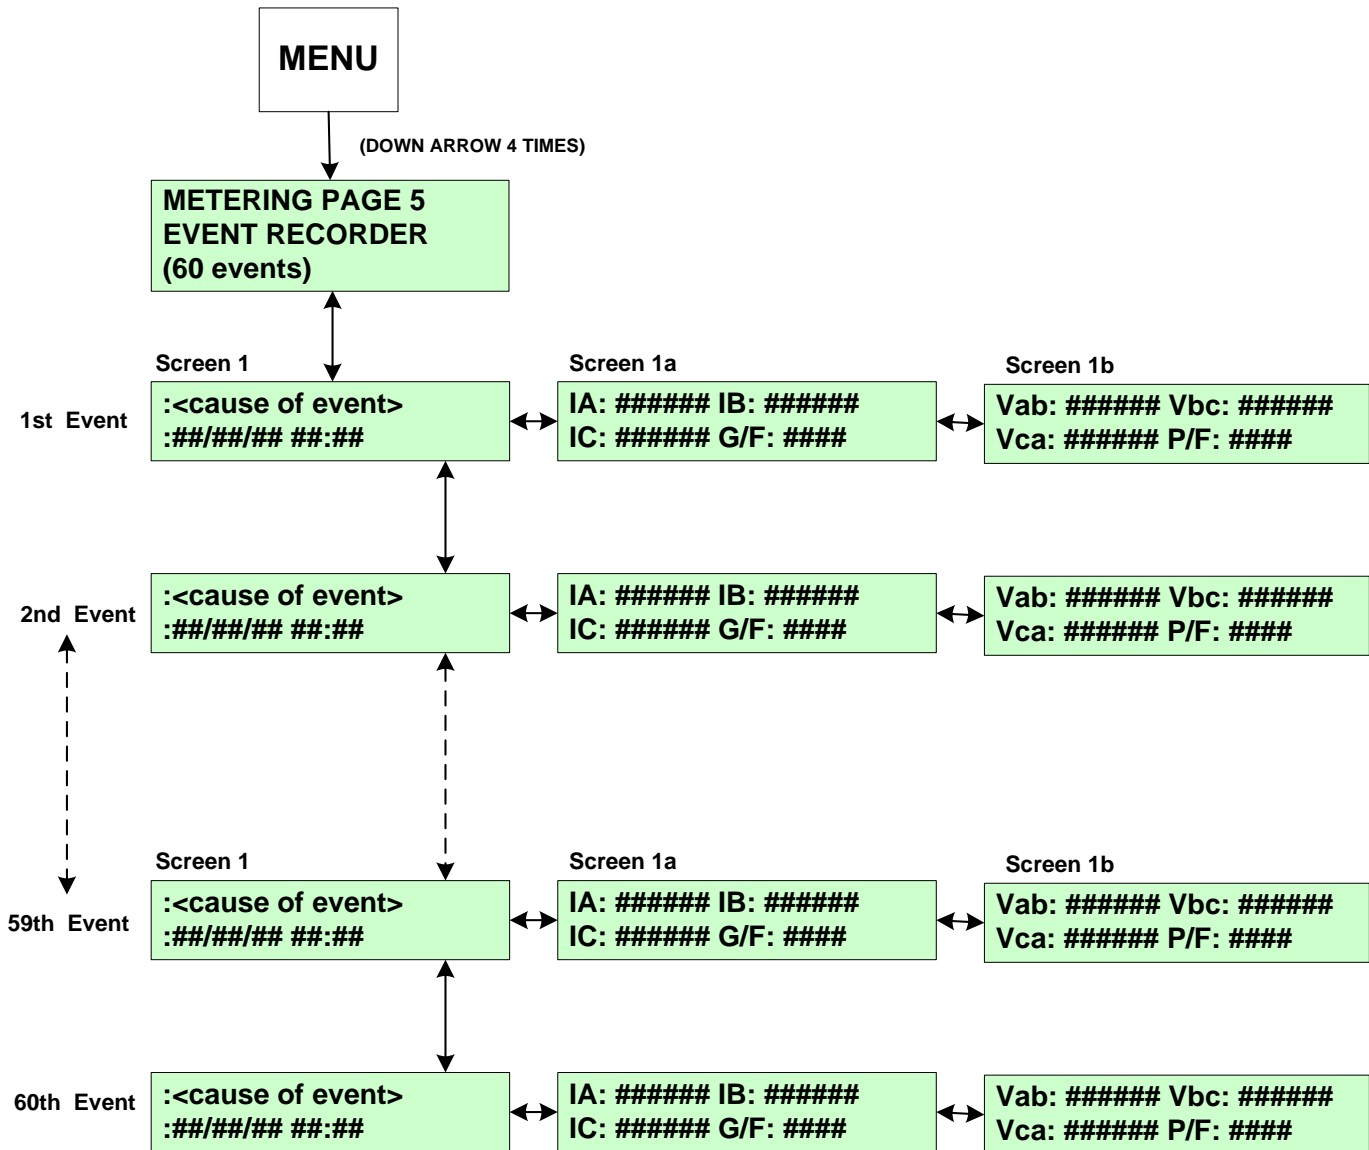 MENU
(DOWN ARROW 4 TIMES)
METERING PAGE 5
EVENT RECORDER
(60 events)
Screen 1
Screen 1a
Screen 1b
1st Event
:<cause of event>
:##/##/## ##:##
IA: ###### IB: ######
IC: ###### G/F: ####
Vab: ###### Vbc: ######
Vca: ###### P/F: ####
2nd Event
:<cause of event>
:##/##/## ##:##
IA: ###### IB: ######
IC: ###### G/F: ####
Vab: ###### Vbc: ######
Vca: ###### P/F: ####
Screen 1
Screen 1a
Screen 1b
59th Event
:<cause of event>
:##/##/## ##:##
IA: ###### IB: ######
IC: ###### G/F: ####
Vab: ###### Vbc: ######
Vca: ###### P/F: ####
60th Event
:<cause of event>
:##/##/## ##:##
IA: ###### IB: ######
IC: ###### G/F: ####
Vab: ###### Vbc: ######
Vca: ###### P/F: ####